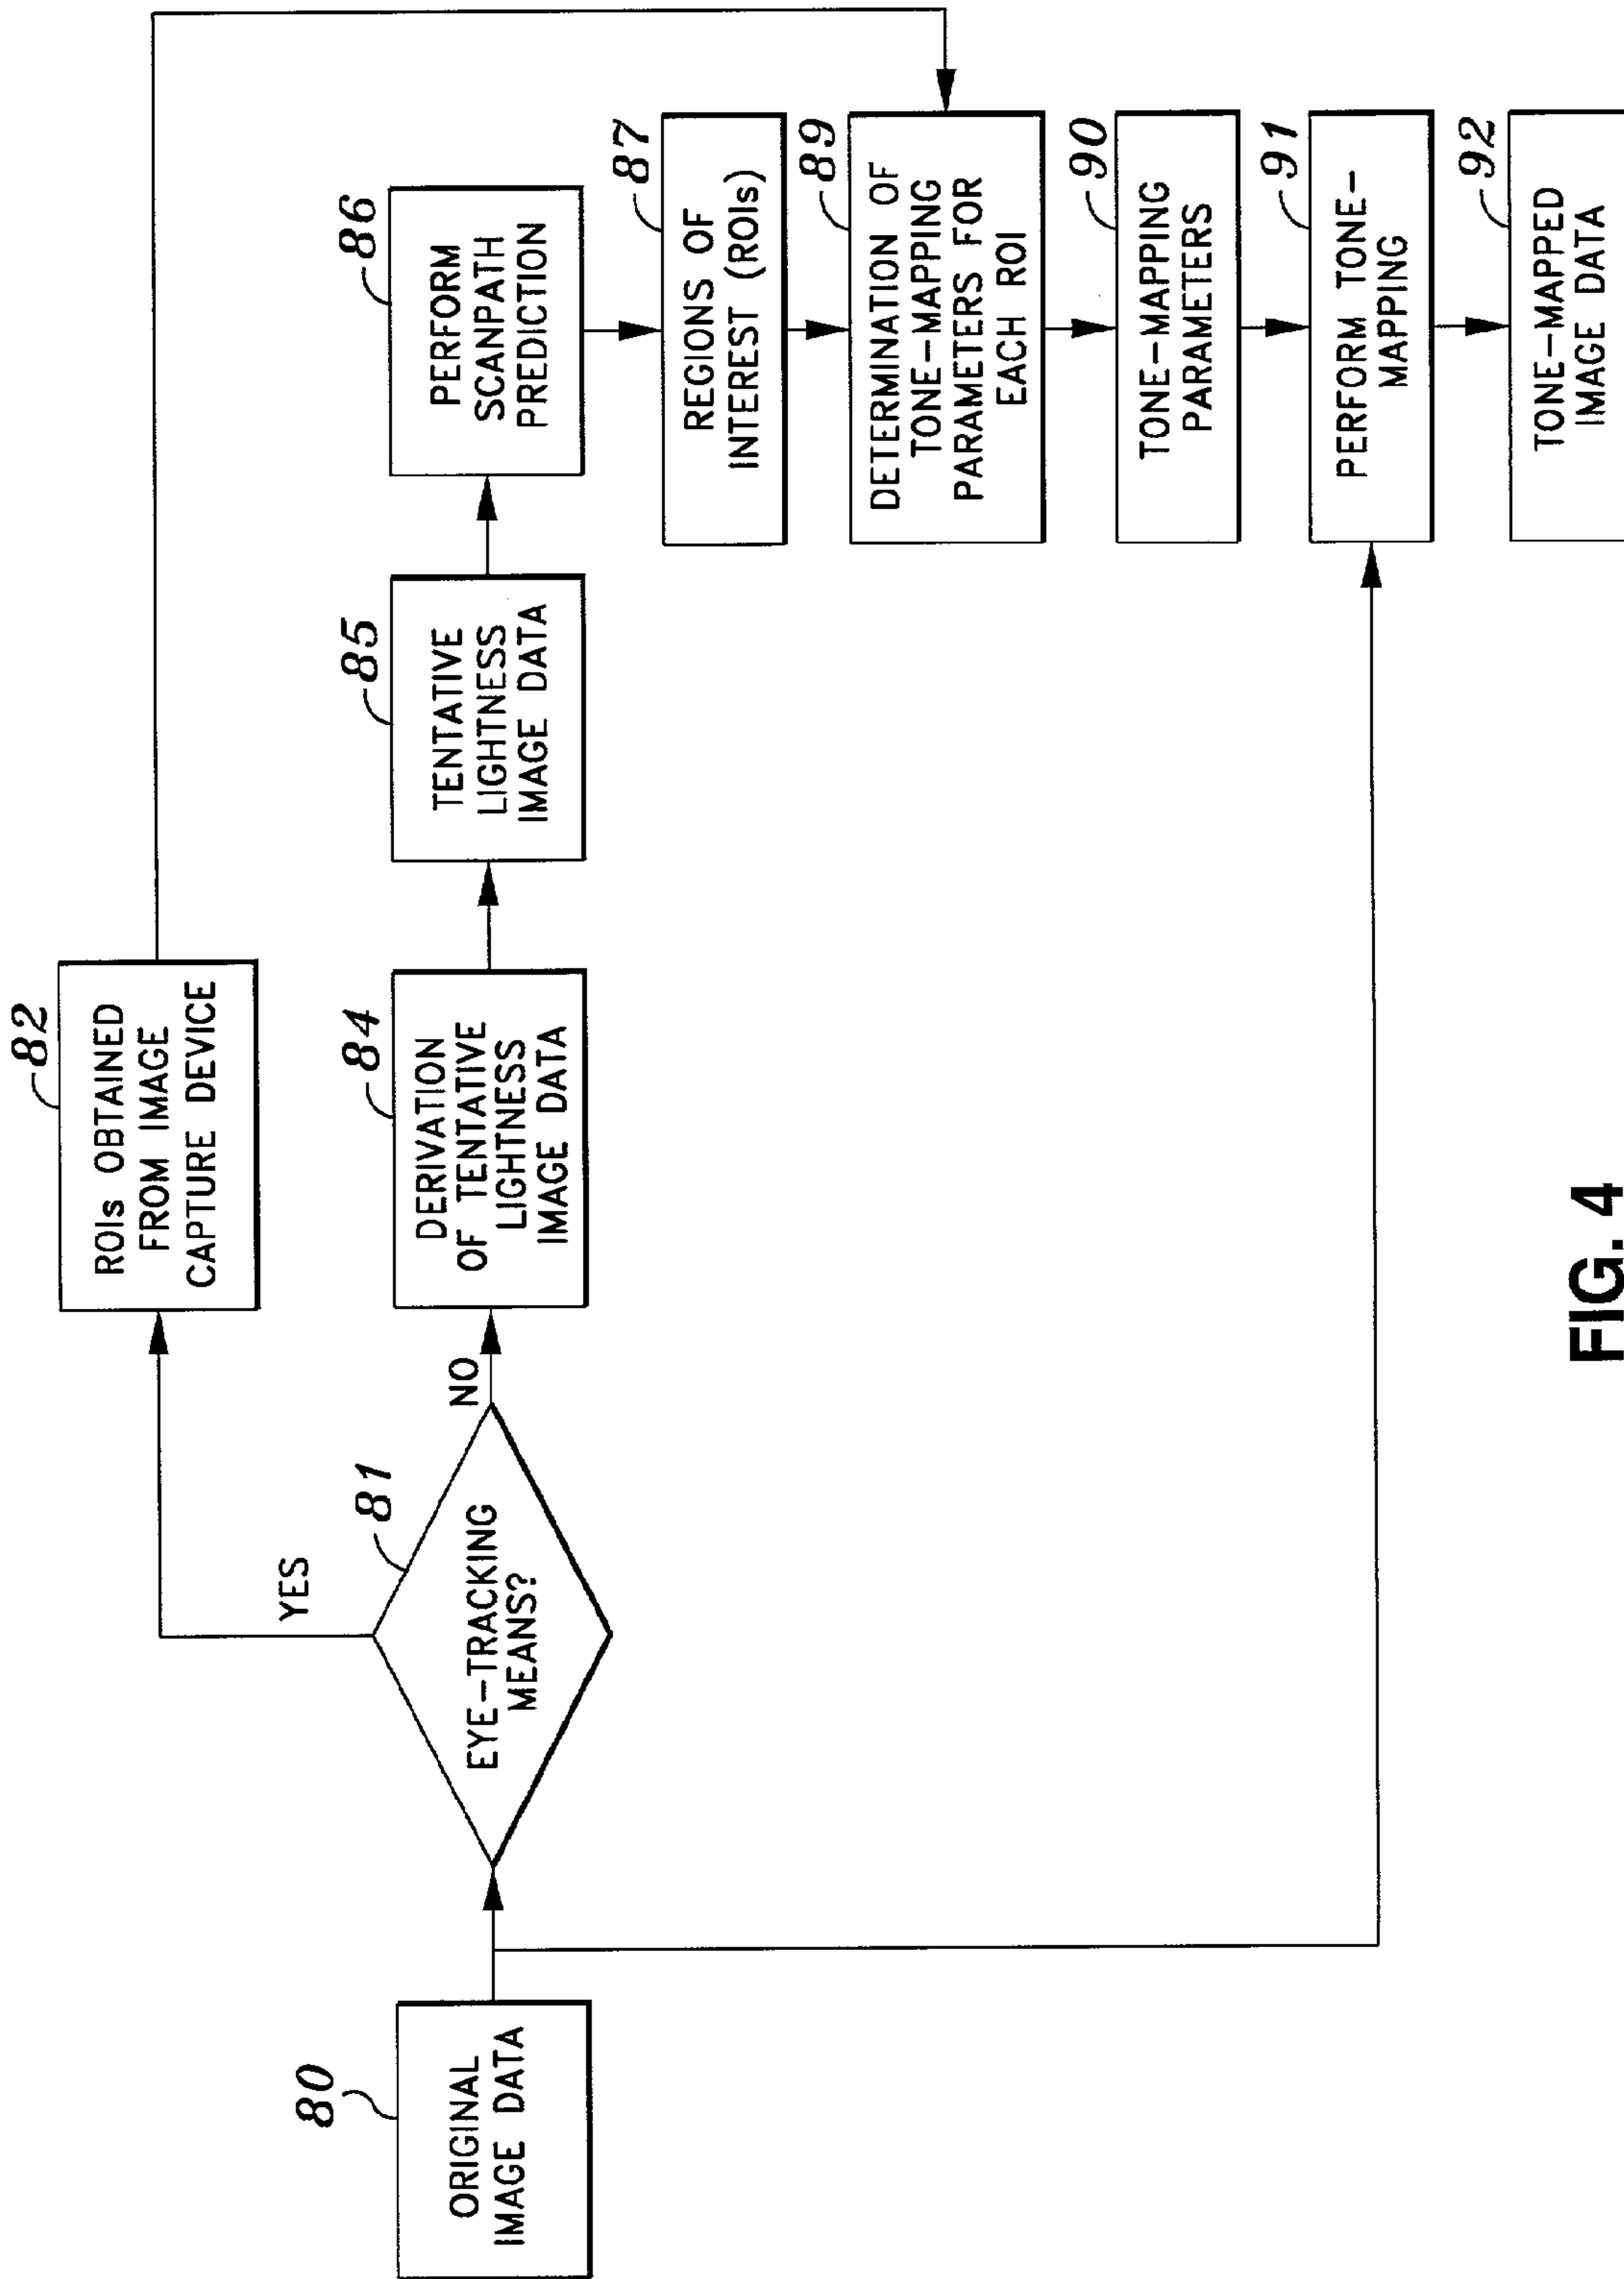 80
ORIGINAL
IMAGE DATA
81
EYE-TRACKING
MEANS?
YES
NO
82
ROIs OBTAINED
FROM IMAGE
CAPTURE DEVICE
84
DERIVATION
OF TENTATIVE
LIGHTNESS
IMAGE DATA
85
TENTATIVE
LIGHTNESS
IMAGE DATA
86
PERFORM
SCANPATH
PREDICTION
87
REGIONS OF
INTEREST (ROIs)
89
DETERMINATION OF
TONE-MAPPING
PARAMETERS FOR
EACH ROI
90
TONE-MAPPING
PARAMETERS
91
PERFORM TONE-
MAPPING
92
TONE-MAPPED
IMAGE DATA
FIG. 4